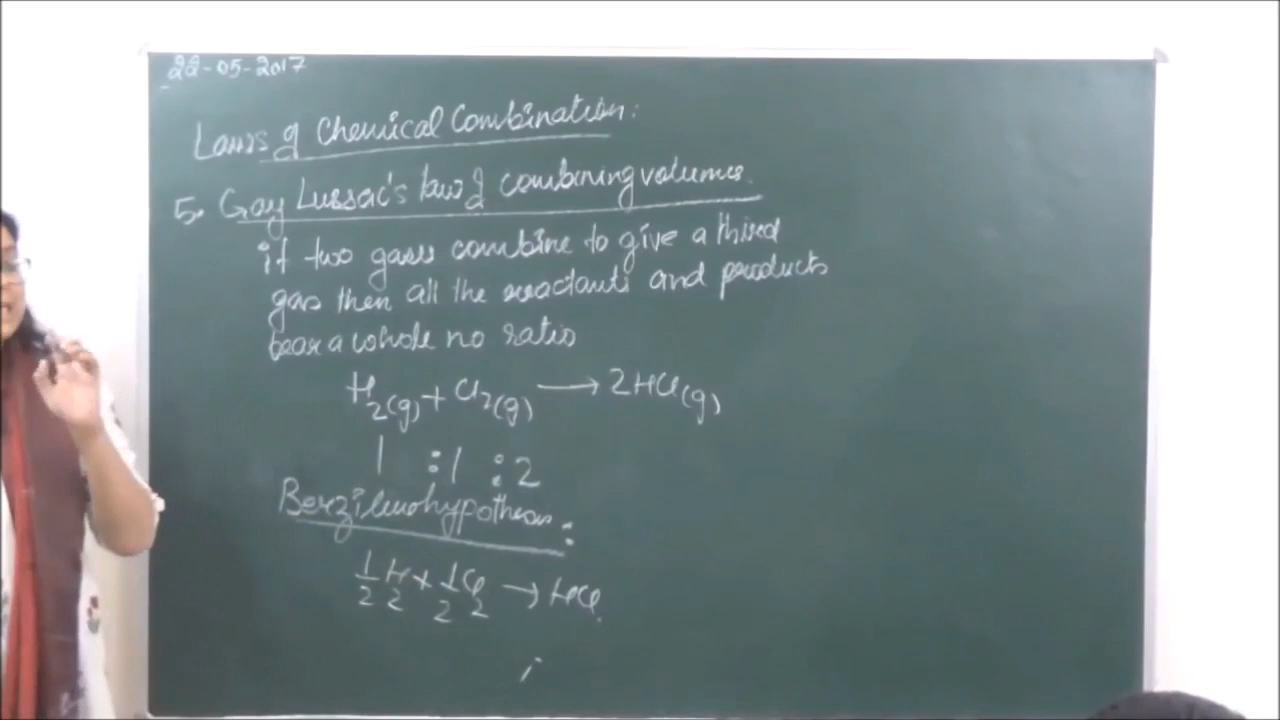 22-05-2017
Laws of Chemical Combination:
5. Gay Lussac's law of combining volumes.
if two gases combine to give a third
gas then all the reactants and products
bear a whole no ratio
H2(g) + Cl2(g) → 2HCl(g)
1 : 1 : 2
Berzilius hypothesis:
1/2 H2 + 1/2 Cl2 → HCl